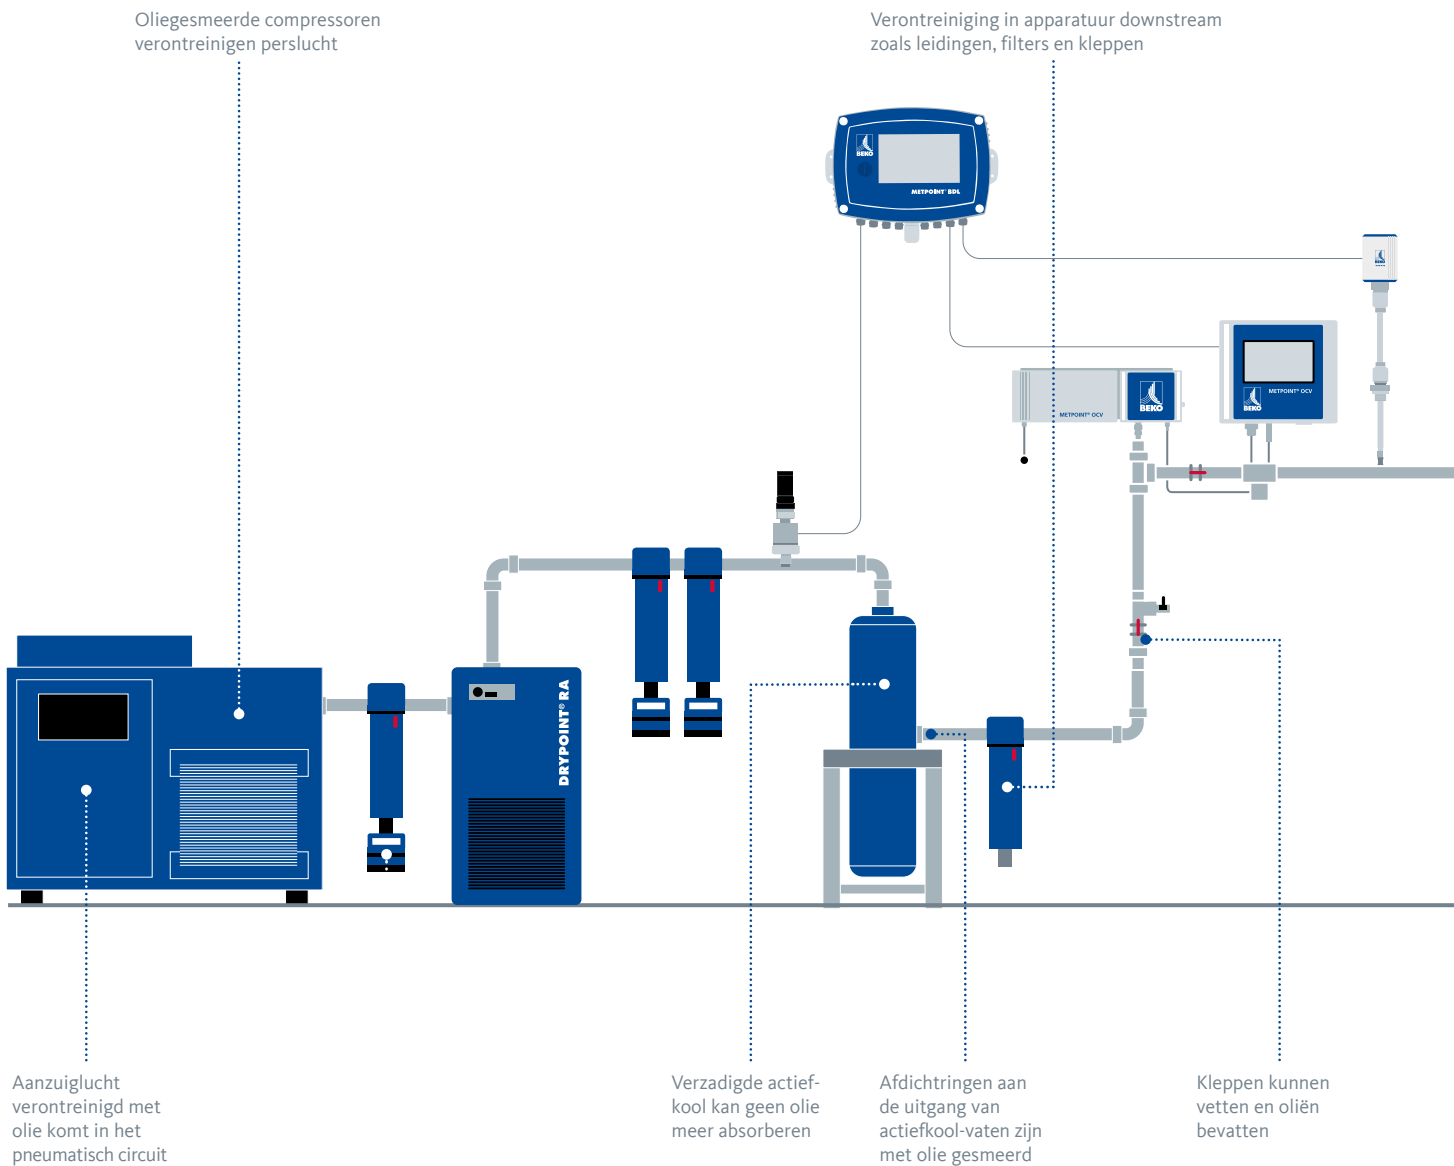 Oliegesmeerde compressoren
verontreinigen perslucht
Verontreiniging in apparatuur downstream
zoals leidingen, filters en kleppen
BEKO
METPOINT® BDL
BEKO
METPOINT® OCV
BEKO
METPOINT® OCV
BEKO
DRYPOINT® RA
Aanzuiglucht
verontreinigd met
olie komt in het
pneumatisch circuit
Verzadigde actief-
kool kan geen olie
meer absorberen
Afdichtringen aan
de uitgang van
actiefkool-vaten zijn
met olie gesmeerd
Kleppen kunnen
vetten en oliën
bevatten